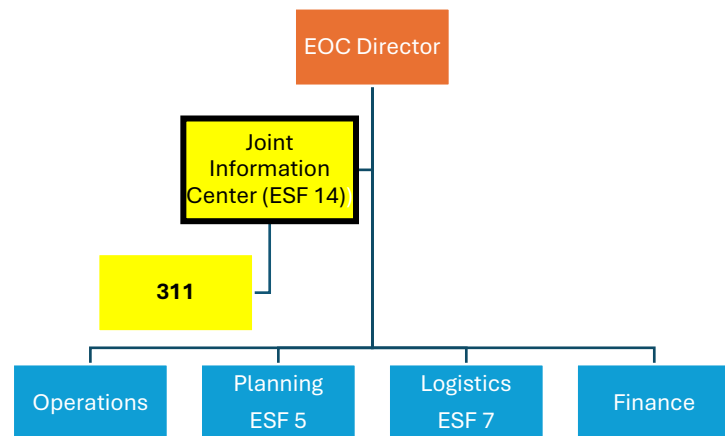 EOC Director
Joint
Information
Center (ESF 14))
311
Operations
Planning
ESF 5
Logistics
ESF 7
Finance